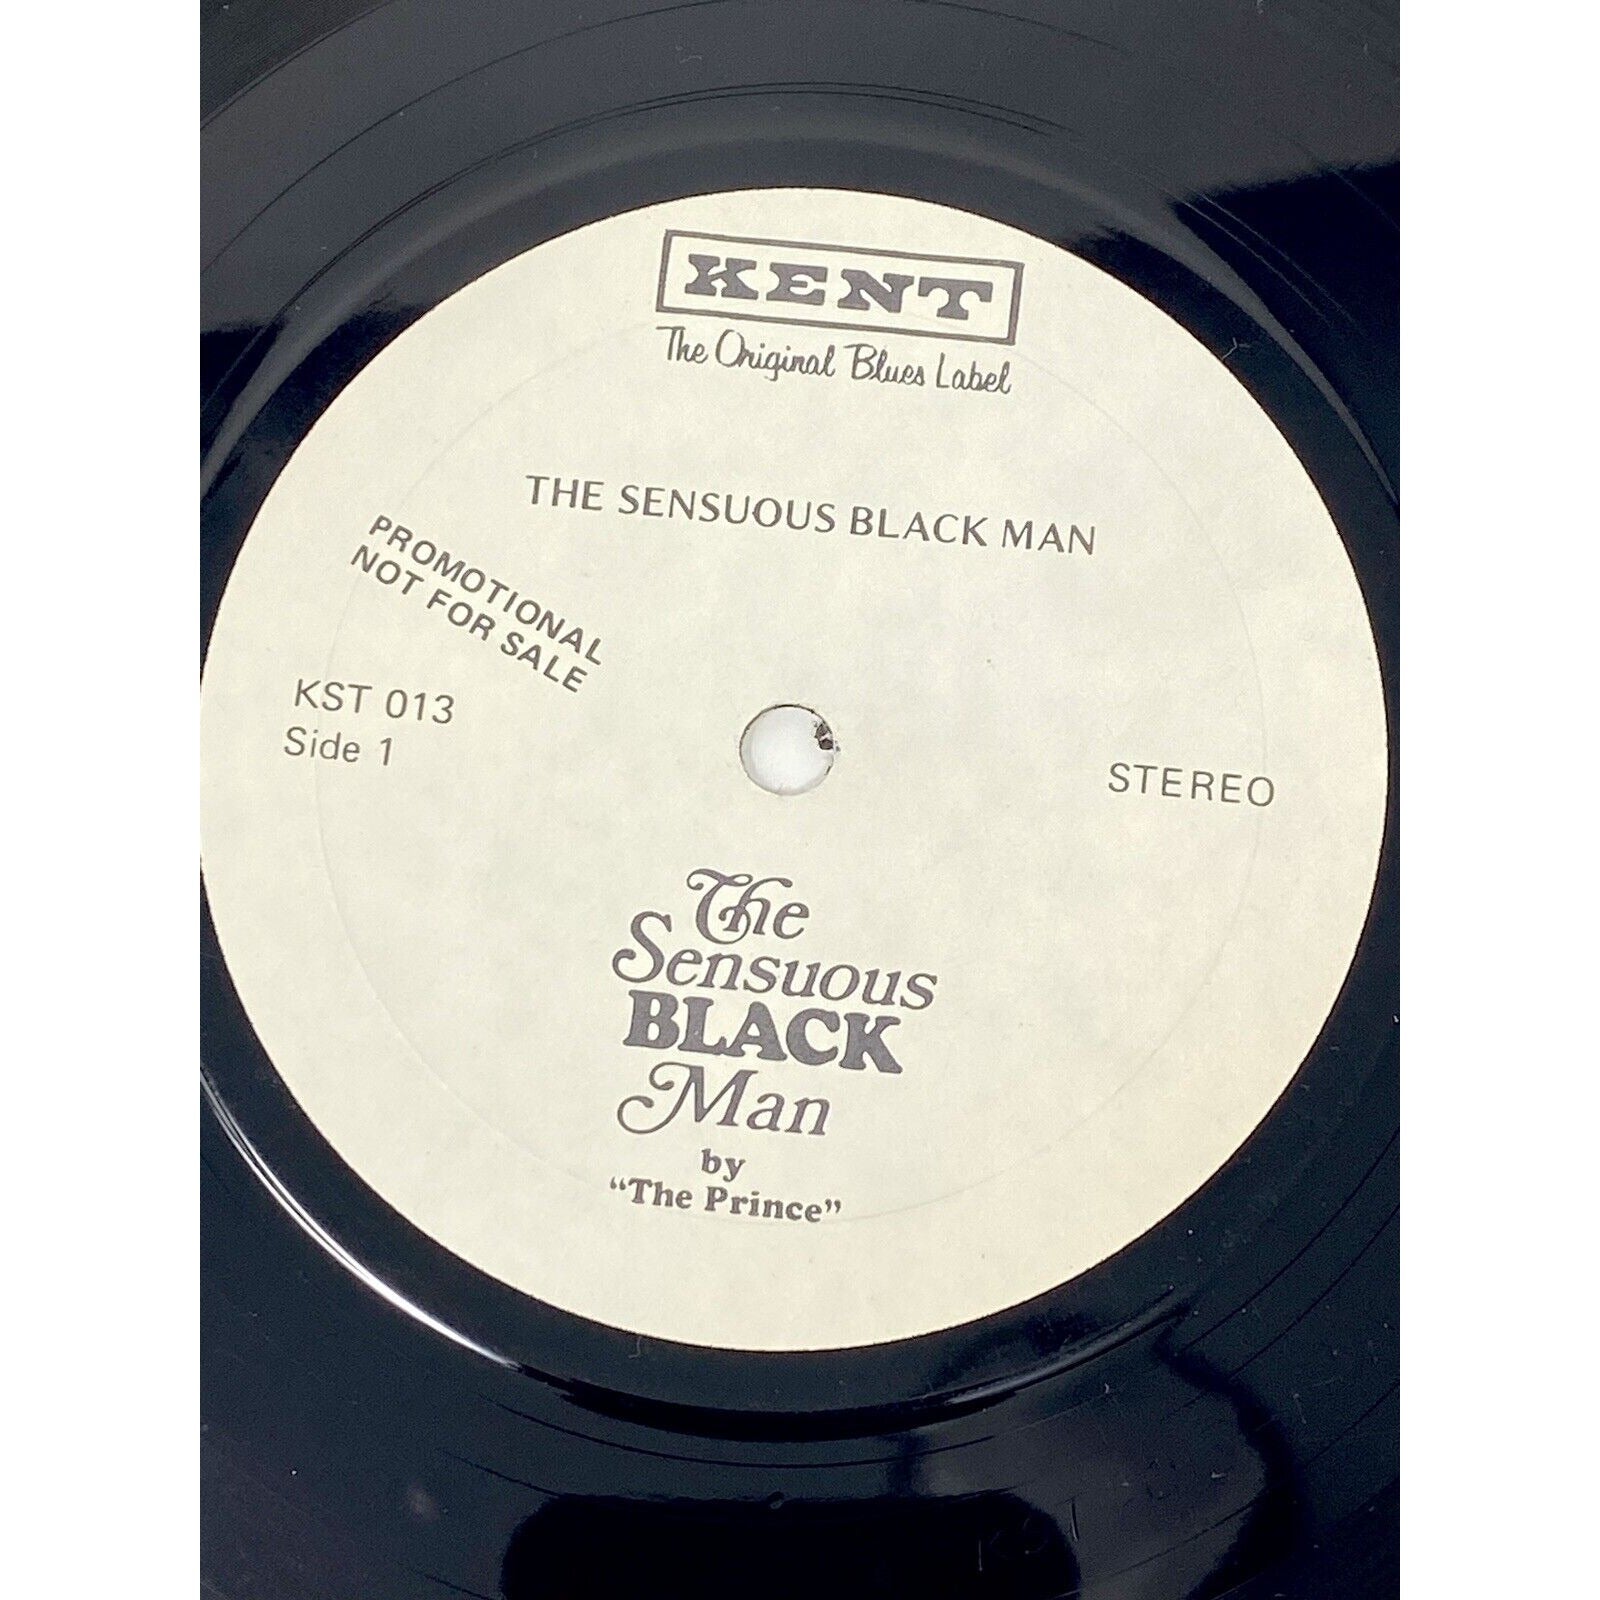 KENT
The Original Blues Label
THE SENSUOUS BLACK MAN
PROMOTIONAL
NOT FOR SALE
KST 013
Side 1
STEREO
The
Sensuous
BLACK
Man
by
“The Prince”